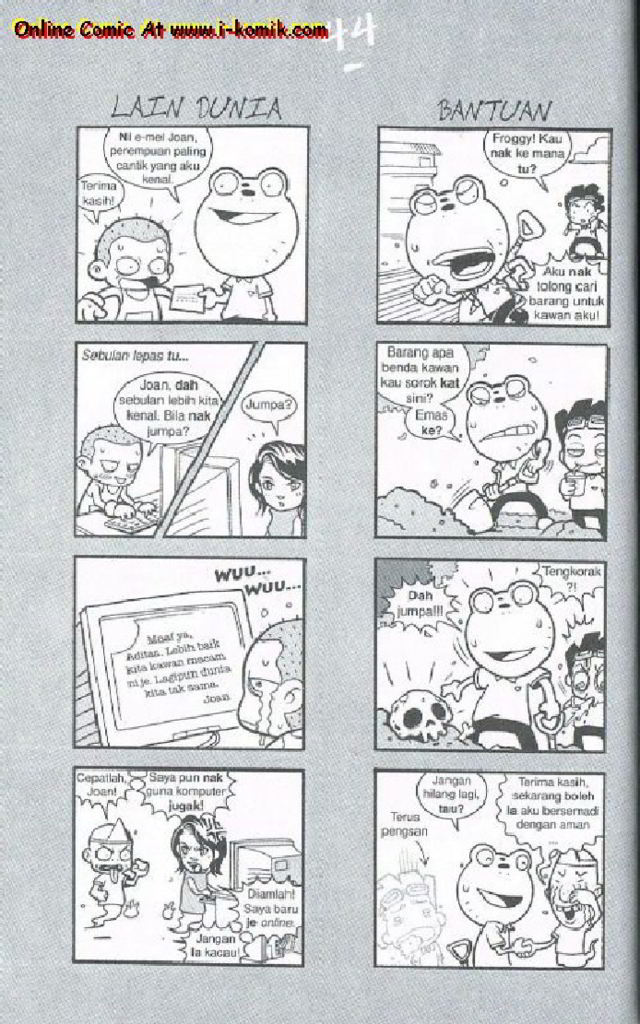 Online Comic At www.i-komik.com
44
LAIN DUNIA
Ni e-mel Joan,
perempuan paling
cantik yang aku
kenal.
Terima
kasih!
Sebulan lepas tu...
Joan, dah
sebulan lebih kita
kenal. Bila nak
jumpa?
Jumpa?
WUU...
WUU...
Maaf ya,
Aditas. Lebih baik
kita kawan macam
ni je. Lagipun dunia
kita tak sama.
Joan
Cepatlah,
Joan!
Saya pun nak
guna komputer
jugak!
Diamlah!
Saya baru
je online.
Jangan
la kacau!
BANTUAN
Froggy! Kau
nak ke mana
tu?
Aku nak
tolong cari
barang untuk
kawan aku!
Barang apa
benda kawan
kau sorok kat
sini?
Emas
ke?
Dah
jumpa!!!
Tengkorak
?!
Jangan
hilang lagi,
tau?
Terus
pengsan
Terima kasih,
sekarang boleh
la aku bersemadi
dengan aman